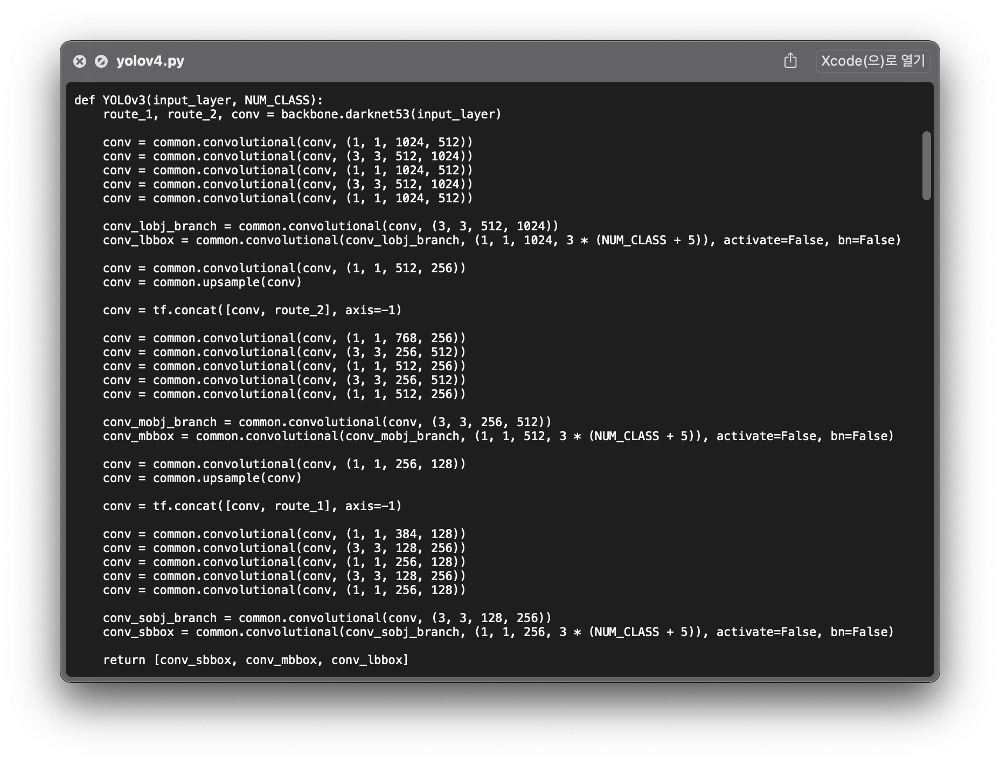 yolov4.py
Xcode(으)로 열기
def YOLOv3(input_layer, NUM_CLASS):
    route_1, route_2, conv = backbone.darknet53(input_layer)

    conv = common.convolutional(conv, (1, 1, 1024, 512))
    conv = common.convolutional(conv, (3, 3, 512, 1024))
    conv = common.convolutional(conv, (1, 1, 1024, 512))
    conv = common.convolutional(conv, (3, 3, 512, 1024))
    conv = common.convolutional(conv, (1, 1, 1024, 512))

    conv_lobj_branch = common.convolutional(conv, (3, 3, 512, 1024))
    conv_lbbox = common.convolutional(conv_lobj_branch, (1, 1, 1024, 3 * (NUM_CLASS + 5)), activate=False, bn=False)

    conv = common.convolutional(conv, (1, 1, 512, 256))
    conv = common.upsample(conv)

    conv = tf.concat([conv, route_2], axis=-1)

    conv = common.convolutional(conv, (1, 1, 768, 256))
    conv = common.convolutional(conv, (3, 3, 256, 512))
    conv = common.convolutional(conv, (1, 1, 512, 256))
    conv = common.convolutional(conv, (3, 3, 256, 512))
    conv = common.convolutional(conv, (1, 1, 512, 256))

    conv_mobj_branch = common.convolutional(conv, (3, 3, 256, 512))
    conv_mbbox = common.convolutional(conv_mobj_branch, (1, 1, 512, 3 * (NUM_CLASS + 5)), activate=False, bn=False)

    conv = common.convolutional(conv, (1, 1, 256, 128))
    conv = common.upsample(conv)

    conv = tf.concat([conv, route_1], axis=-1)

    conv = common.convolutional(conv, (1, 1, 384, 128))
    conv = common.convolutional(conv, (3, 3, 128, 256))
    conv = common.convolutional(conv, (1, 1, 256, 128))
    conv = common.convolutional(conv, (3, 3, 128, 256))
    conv = common.convolutional(conv, (1, 1, 256, 128))

    conv_sobj_branch = common.convolutional(conv, (3, 3, 128, 256))
    conv_sbbox = common.convolutional(conv_sobj_branch, (1, 1, 256, 3 * (NUM_CLASS + 5)), activate=False, bn=False)

    return [conv_sbbox, conv_mbbox, conv_lbbox]